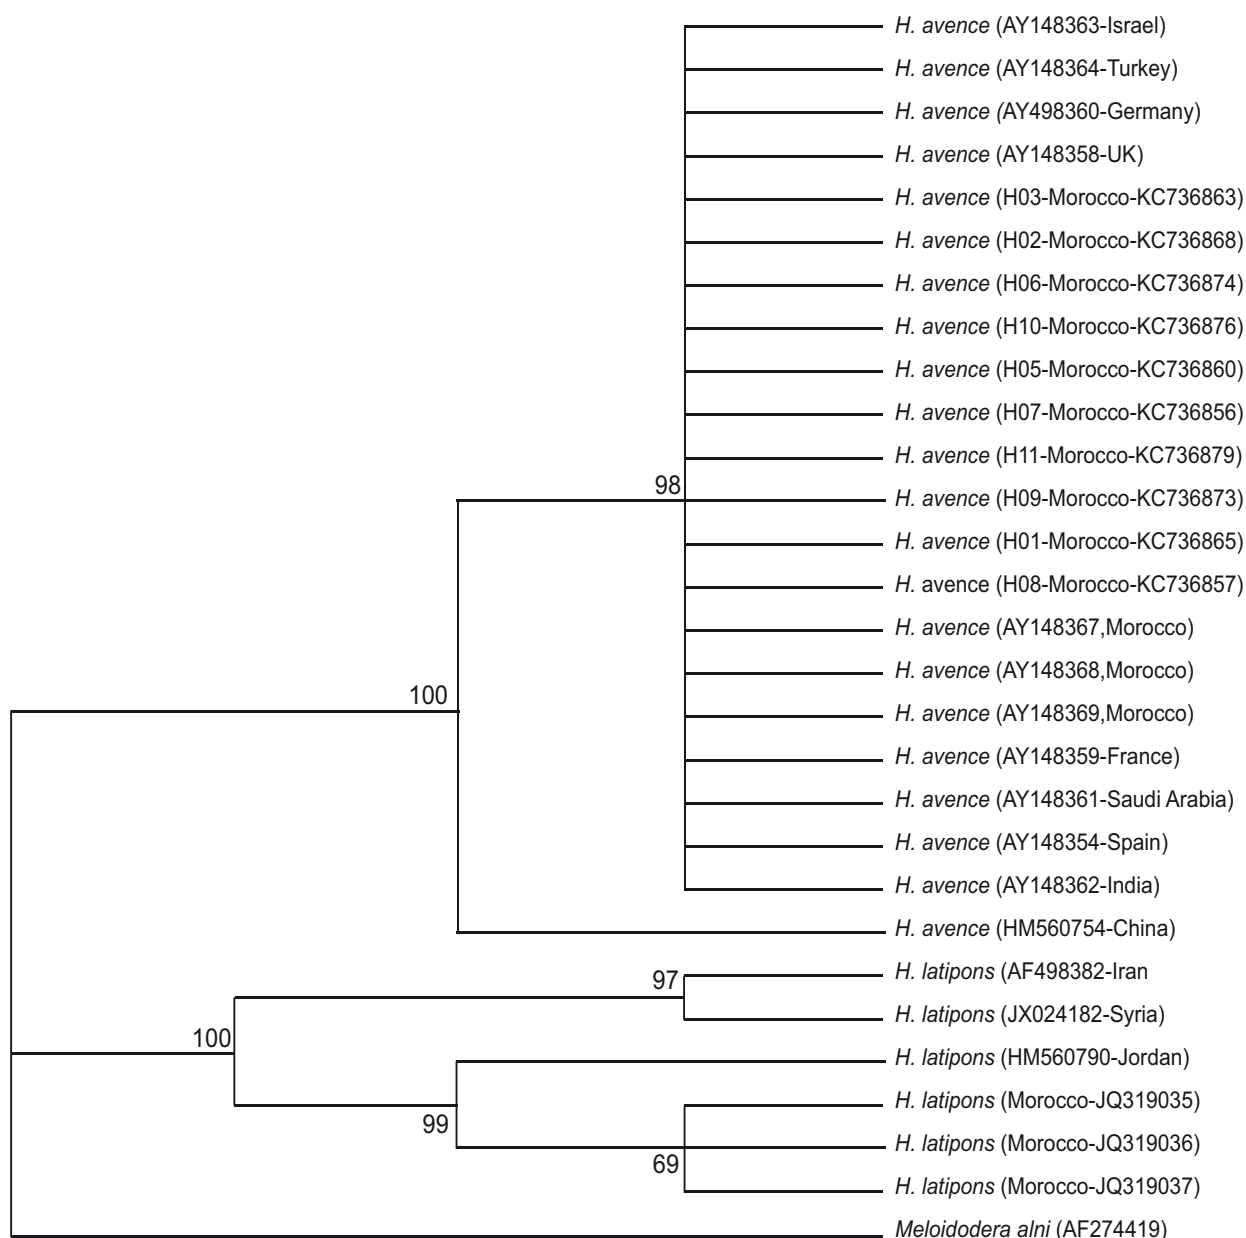 H. avence (AY148363-Israel)
H. avence (AY148364-Turkey)
H. avence (AY498360-Germany)
H. avence (AY148358-UK)
H. avence (H03-Morocco-KC736863)
H. avence (H02-Morocco-KC736868)
H. avence (H06-Morocco-KC736874)
H. avence (H10-Morocco-KC736876)
H. avence (H05-Morocco-KC736860)
H. avence (H07-Morocco-KC736856)
H. avence (H11-Morocco-KC736879)
98
H. avence (H09-Morocco-KC736873)
H. avence (H01-Morocco-KC736865)
H. avence (H08-Morocco-KC736857)
H. avence (AY148367,Morocco)
H. avence (AY148368,Morocco)
100
H. avence (AY148369,Morocco)
H. avence (AY148359-France)
H. avence (AY148361-Saudi Arabia)
H. avence (AY148354-Spain)
H. avence (AY148362-India)
H. avence (HM560754-China)
97
H. latipons (AF498382-Iran
H. latipons (JX024182-Syria)
100
H. latipons (HM560790-Jordan)
H. latipons (Morocco-JQ319035)
99
H. latipons (Morocco-JQ319036)
69
H. latipons (Morocco-JQ319037)
Meloidodera alni (AF274419)